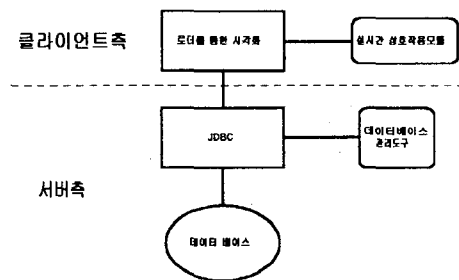 클라이언트측
로더를 통한 시각화
실시간 상호작용모듈
JDBC
데이터베이스
관리도구
서버측
데이터 베이스